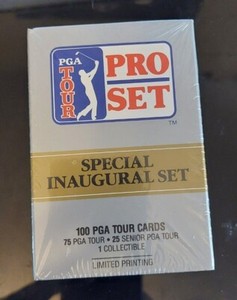 PGA
TOUR
PRO
SET
TM
SPECIAL
INAUGURAL SET
100 PGA TOUR CARDS
75 PGA TOUR • 25 SENIOR PGA TOUR
1 COLLECTIBLE
LIMITED PRINTING